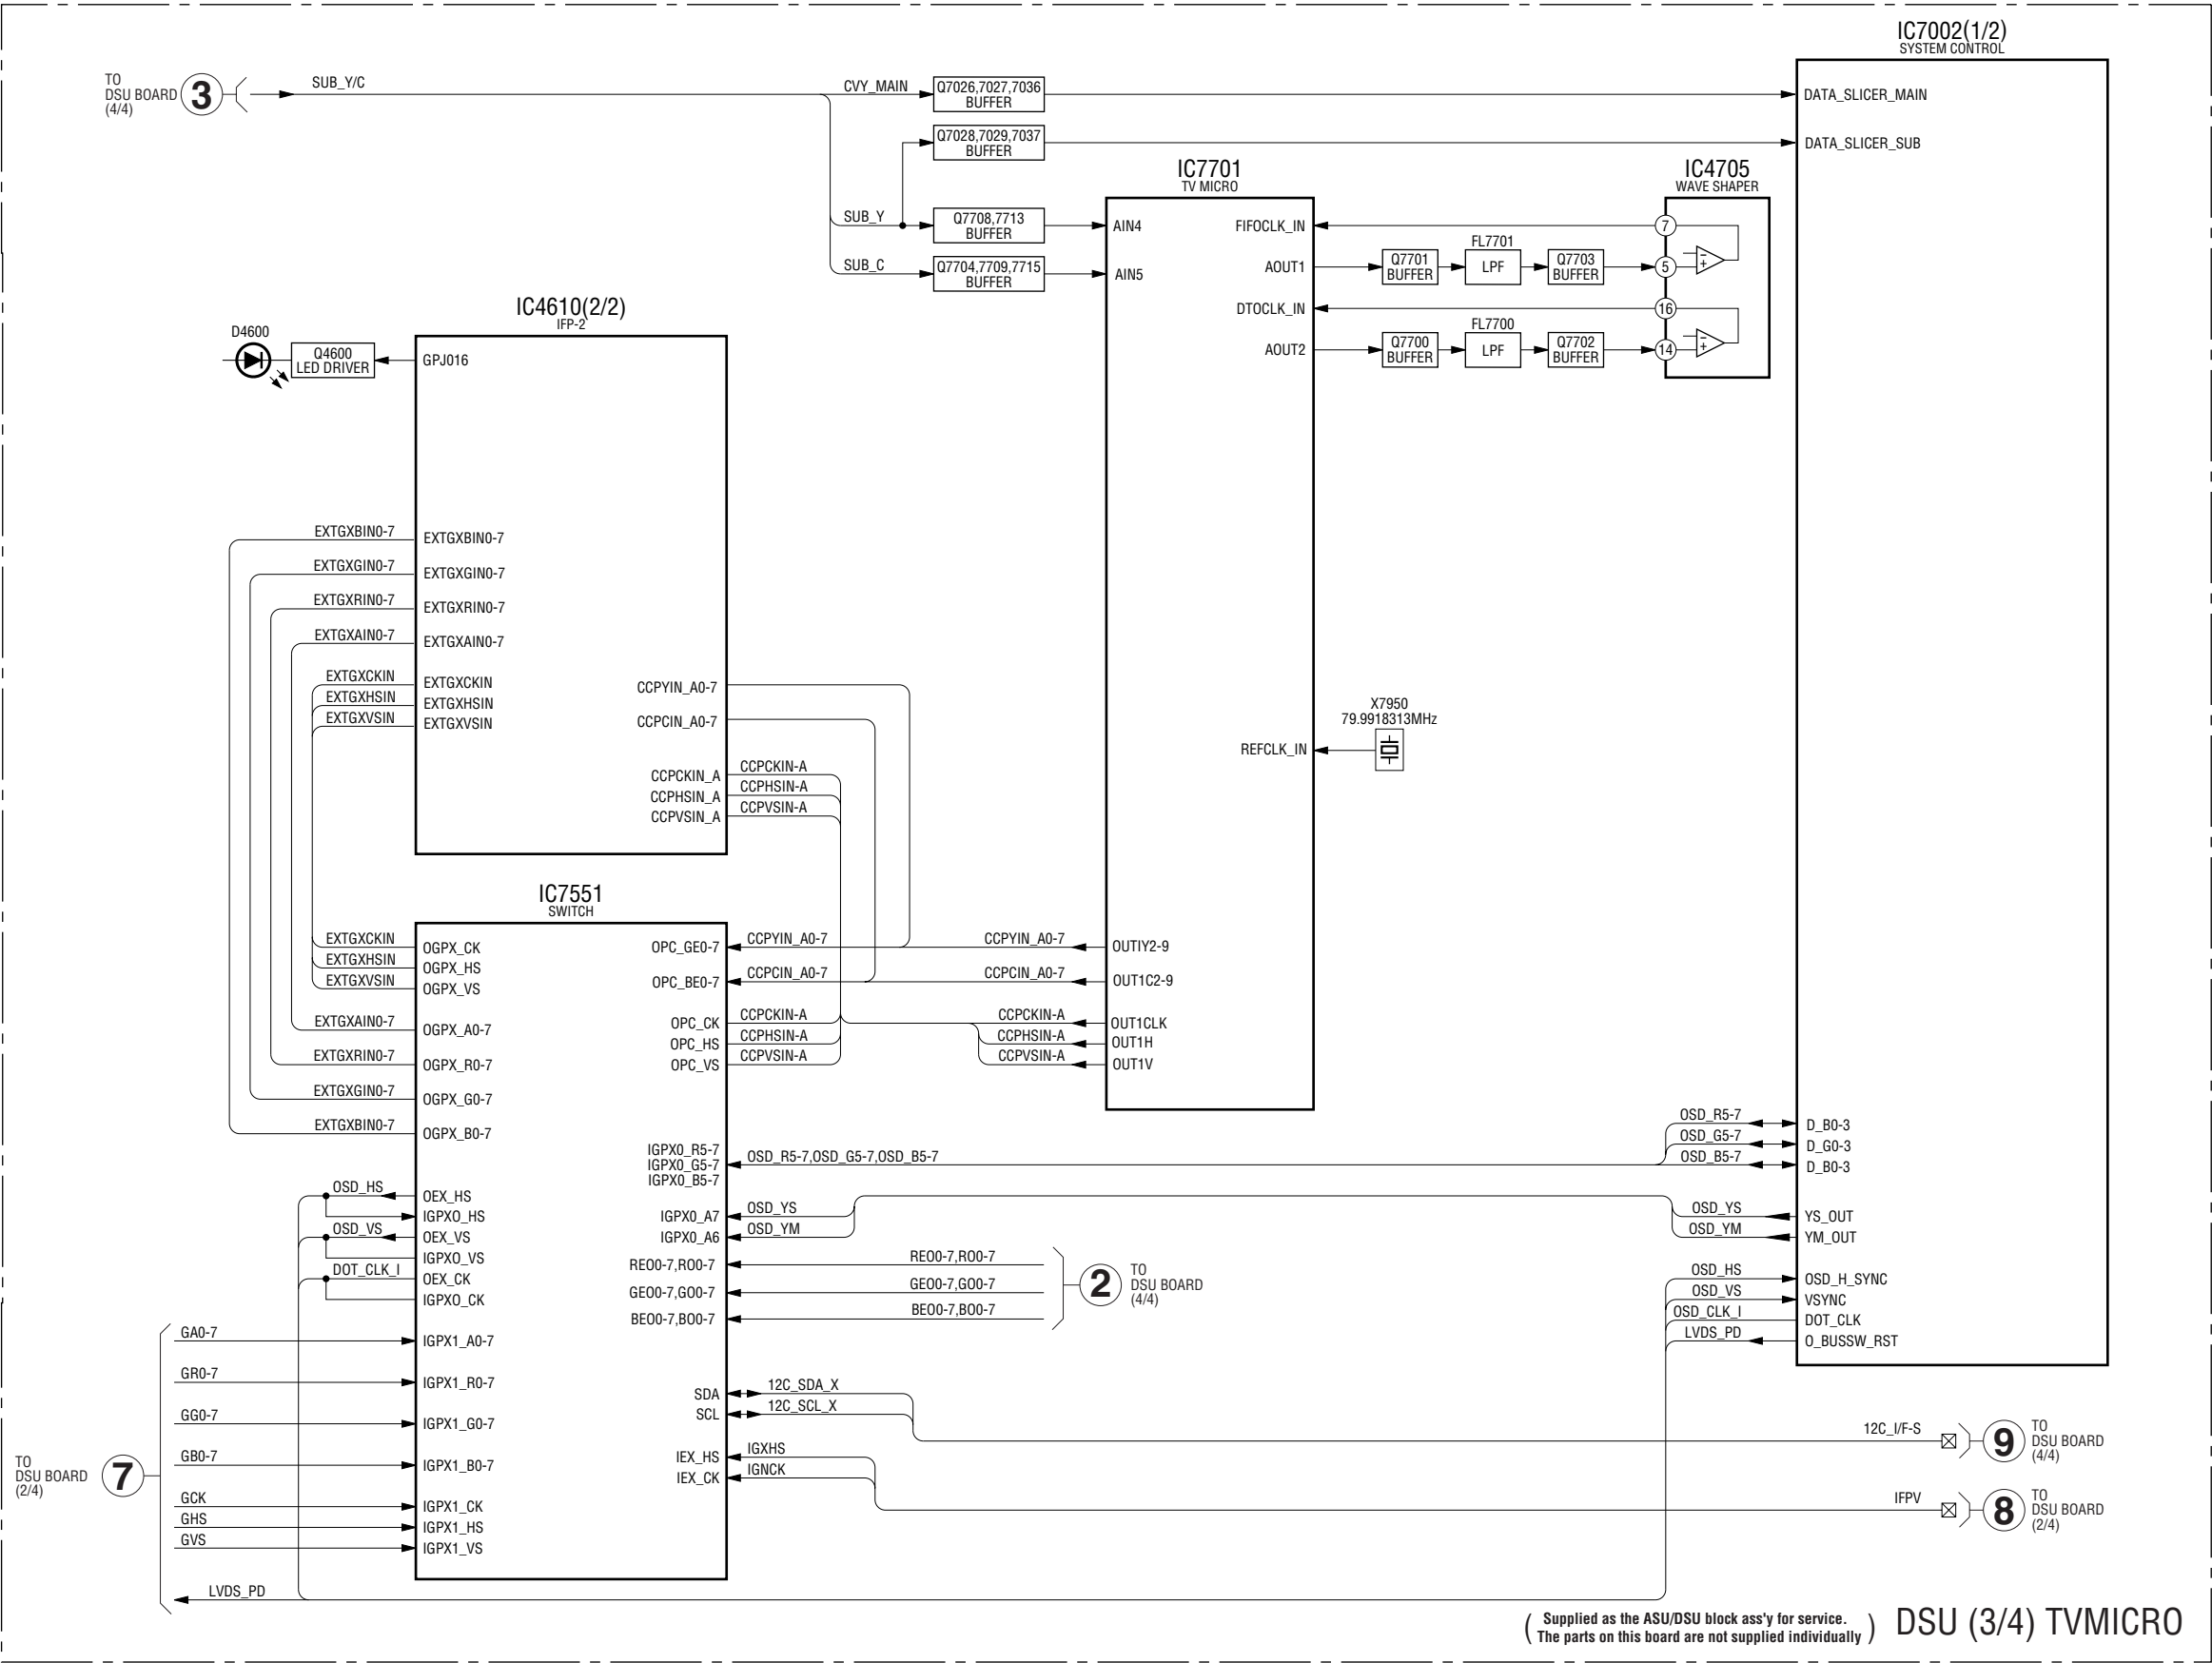 IC7002(1/2)
SYSTEM CONTROL
TO
DSU BOARD
(4/4)
3
SUB_Y/C
CVY_MAIN
Q7026,7027,7036
BUFFER
DATA_SLICER_MAIN
Q7028,7029,7037
BUFFER
DATA_SLICER_SUB
IC7701
TV MICRO
IC4705
WAVE SHAPER
SUB_Y
Q7708,7713
BUFFER
AIN4
FIFOCLK_IN
7
SUB_C
Q7704,7709,7715
BUFFER
AIN5
AOUT1
Q7701
BUFFER
FL7701
LPF
Q7703
BUFFER
5
DTOCLK_IN
16
AOUT2
Q7700
BUFFER
FL7700
LPF
Q7702
BUFFER
14
IC4610(2/2)
IFP-2
D4600
Q4600
LED DRIVER
GPJ016
EXTGXBIN0-7
EXTGXBIN0-7
EXTGXGIN0-7
EXTGXGIN0-7
EXTGXRIN0-7
EXTGXRIN0-7
EXTGXAIN0-7
EXTGXAIN0-7
EXTGXCKIN
EXTGXCKIN
EXTGXHSIN
EXTGXHSIN
EXTGXVSIN
EXTGXVSIN
CCPYIN_A0-7
CCPCIN_A0-7
CCPCKIN_A
CCPCKIN-A
CCPHSIN_A
CCPHSIN-A
CCPVSIN_A
CCPVSIN-A
X7950
79.9918313MHz
REFCLK_IN
IC7551
SWITCH
EXTGXCKIN
OGPX_CK
EXTGXHSIN
OGPX_HS
EXTGXVSIN
OGPX_VS
EXTGXAIN0-7
OGPX_A0-7
EXTGXRIN0-7
OGPX_R0-7
EXTGXGIN0-7
OGPX_G0-7
EXTGXBIN0-7
OGPX_B0-7
OPC_GE0-7
CCPYIN_A0-7
CCPYIN_A0-7
OUTIY2-9
OPC_BE0-7
CCPCIN_A0-7
CCPCIN_A0-7
OUT1C2-9
OPC_CK
CCPCKIN-A
CCPCKIN-A
OUT1CLK
OPC_HS
CCPHSIN-A
CCPHSIN-A
OUT1H
OPC_VS
CCPVSIN-A
CCPVSIN-A
OUT1V
IGPX0_R5-7
IGPX0_G5-7
IGPX0_B5-7
OSD_R5-7,OSD_G5-7,OSD_B5-7
OSD_R5-7
D_B0-3
OSD_G5-7
D_G0-3
OSD_B5-7
D_B0-3
OSD_HS
OEX_HS
IGPXO_HS
OSD_VS
OEX_VS
IGPXO_VS
DOT_CLK_I
OEX_CK
IGPXO_CK
IGPX0_A7
OSD_YS
IGPX0_A6
OSD_YM
OSD_YS
YS_OUT
OSD_YM
YM_OUT
REO0-7,RO0-7
REO0-7,RO0-7
GEO0-7,GO0-7
GEO0-7,GO0-7
BEO0-7,BO0-7
BEO0-7,BO0-7
2
TO
DSU BOARD
(4/4)
OSD_HS
OSD_H_SYNC
OSD_VS
VSYNC
OSD_CLK_I
DOT_CLK
LVDS_PD
O_BUSSW_RST
GA0-7
IGPX1_A0-7
GR0-7
IGPX1_R0-7
GG0-7
IGPX1_G0-7
GB0-7
IGPX1_B0-7
GCK
IGPX1_CK
GHS
IGPX1_HS
GVS
IGPX1_VS
TO
DSU BOARD
(2/4)
7
LVDS_PD
SDA
12C_SDA_X
SCL
12C_SCL_X
IEX_HS
IGXHS
IEX_CK
IGNCK
12C_I/F-S
9
TO
DSU BOARD
(4/4)
IFPV
8
TO
DSU BOARD
(2/4)
( Supplied as the ASU/DSU block ass'y for service.
The parts on this board are not supplied individually )
DSU (3/4) TVMICRO